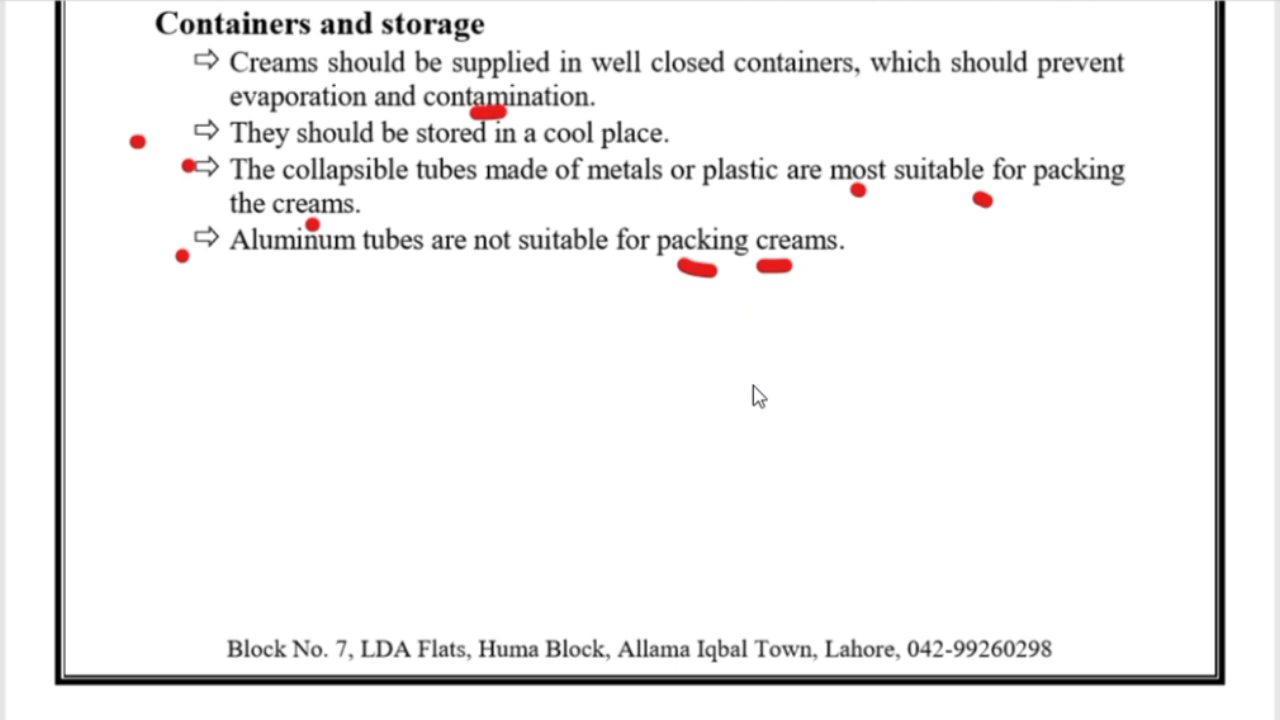 Containers and storage
⇨ Creams should be supplied in well closed containers, which should prevent
evaporation and contamination.
⇨ They should be stored in a cool place.
⇨ The collapsible tubes made of metals or plastic are most suitable for packing
the creams.
⇨ Aluminum tubes are not suitable for packing creams.
Block No. 7, LDA Flats, Huma Block, Allama Iqbal Town, Lahore, 042-99260298